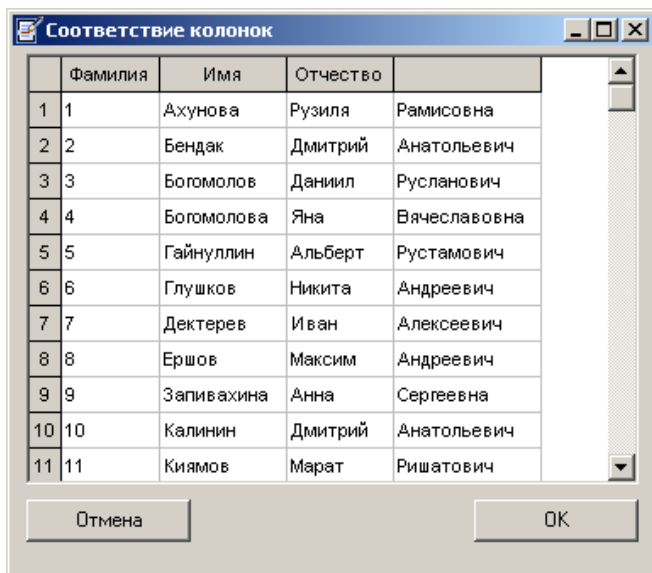 Соответствие колонок
Фамилия Имя Отчество
1 1 Ахунова Рузиля Рамисовна
2 2 Бендак Дмитрий Анатольевич
3 3 Богомолов Даниил Русланович
4 4 Богомолова Яна Вячеславовна
5 5 Гайнуллин Альберт Рустамович
6 6 Глушков Никита Андреевич
7 7 Дектерев Иван Алексеевич
8 8 Ершов Максим Андреевич
9 9 Запивахина Анна Сергеевна
10 10 Калинин Дмитрий Анатольевич
11 11 Киямов Марат Ришатович
Отмена OK